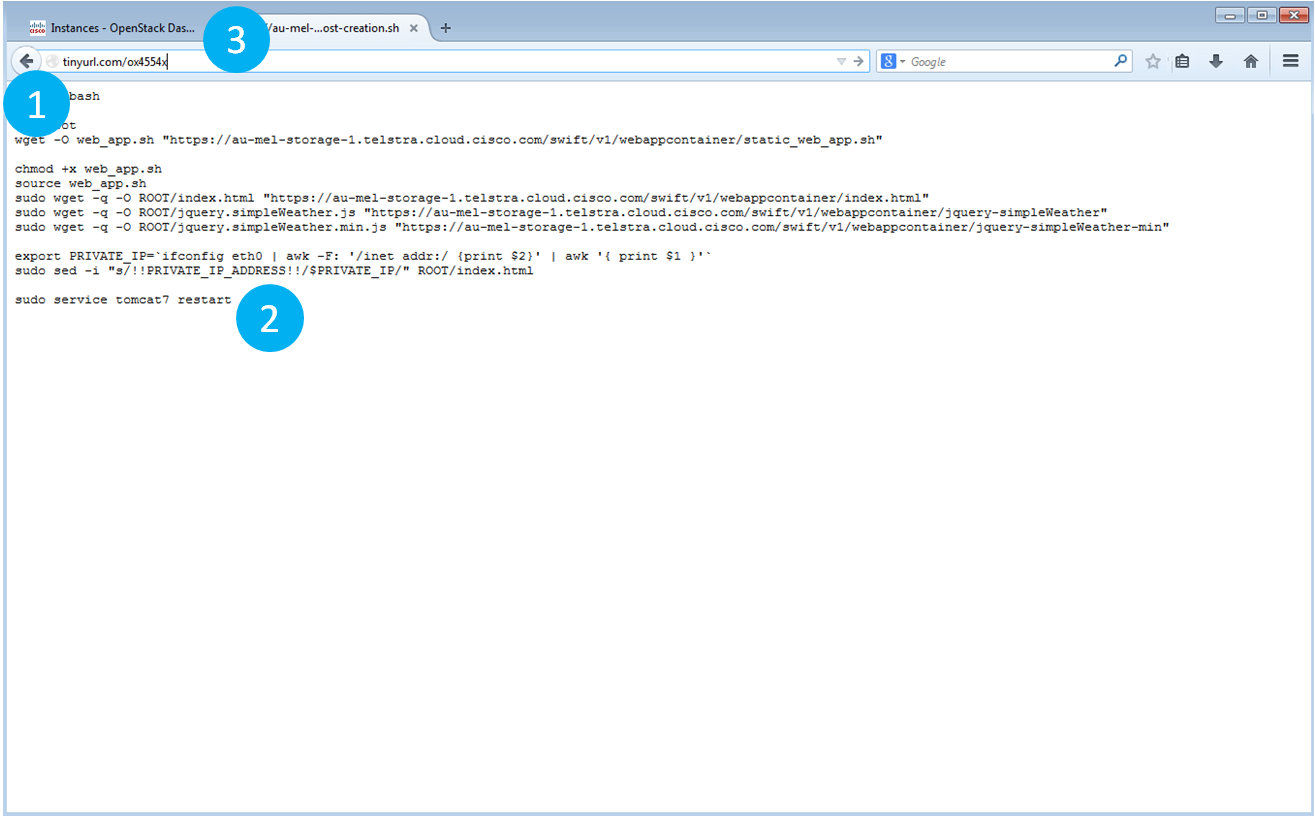 Instances - OpenStack Das...
/au-mel-...ost-creation.sh
3
tinyurl.com/ox4554x
Google
1
bash
wget -O web_app.sh "https://au-mel-storage-1.telstra.cloud.cisco.com/swift/v1/webappcontainer/static_web_app.sh"
chmod +x web_app.sh
source web_app.sh
sudo wget -q -O ROOT/index.html "https://au-mel-storage-1.telstra.cloud.cisco.com/swift/v1/webappcontainer/index.html"
sudo wget -q -O ROOT/jquery.simpleWeather.js "https://au-mel-storage-1.telstra.cloud.cisco.com/swift/v1/webappcontainer/jquery-simpleWeather"
sudo wget -q -O ROOT/jquery.simpleWeather.min.js "https://au-mel-storage-1.telstra.cloud.cisco.com/swift/v1/webappcontainer/jquery-simpleWeather-min"
export PRIVATE_IP=`ifconfig eth0 | awk -F: '/inet addr:/ {print $2}' | awk '{ print $1 }'`
sudo sed -i "s/!!PRIVATE_IP_ADDRESS!!/$PRIVATE_IP/" ROOT/index.html
sudo service tomcat7 restart
2